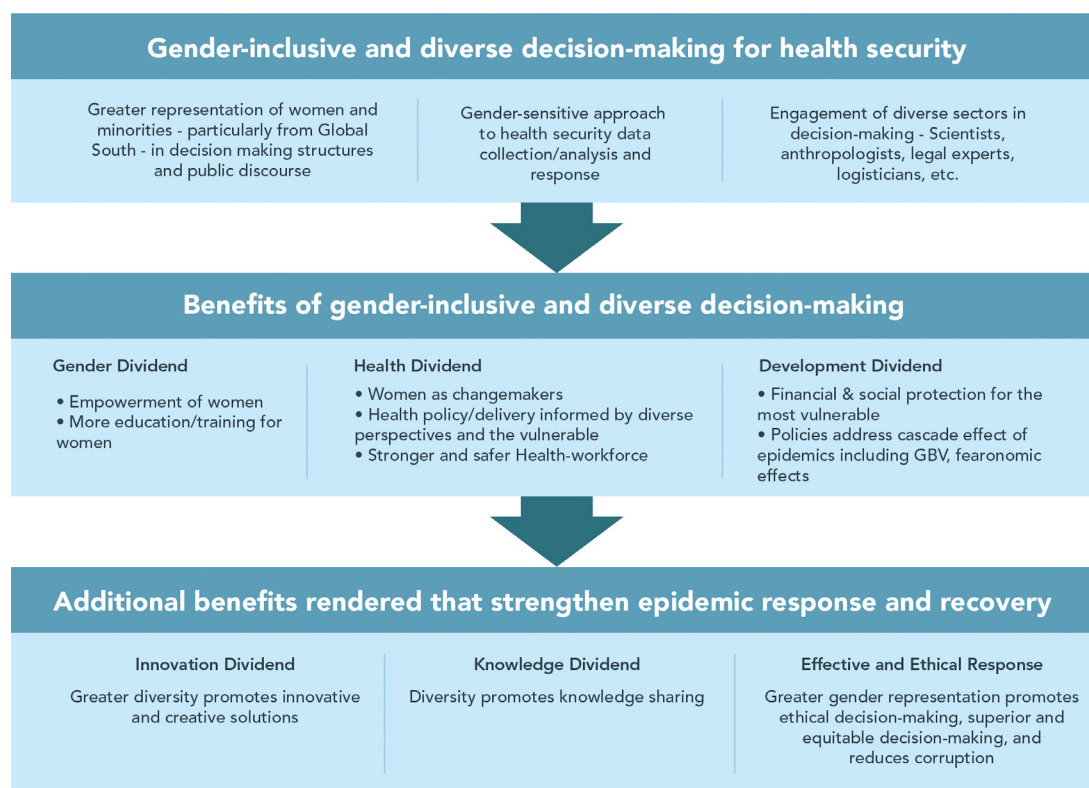 Gender-inclusive and diverse decision-making for health security
Greater representation of women and
minorities - particularly from Global
South - in decision making structures
and public discourse
Gender-sensitive approach
to health security data
collection/analysis and
response
Engagement of diverse sectors in
decision-making - Scientists,
anthropologists, legal experts,
logisticians, etc.
Benefits of gender-inclusive and diverse decision-making
Gender Dividend
• Empowerment of women
• More education/training for
women
Health Dividend
• Women as changemakers
• Health policy/delivery informed by diverse
perspectives and the vulnerable
• Stronger and safer Health-workforce
Development Dividend
• Financial & social protection for the
most vulnerable
• Policies address cascade effect of
epidemics including GBV, fearonomic
effects
Additional benefits rendered that strengthen epidemic response and recovery
Innovation Dividend
Greater diversity promotes innovative
and creative solutions
Knowledge Dividend
Diversity promotes knowledge sharing
Effective and Ethical Response
Greater gender representation promotes
ethical decision-making, superior and
equitable decision-making, and
reduces corruption